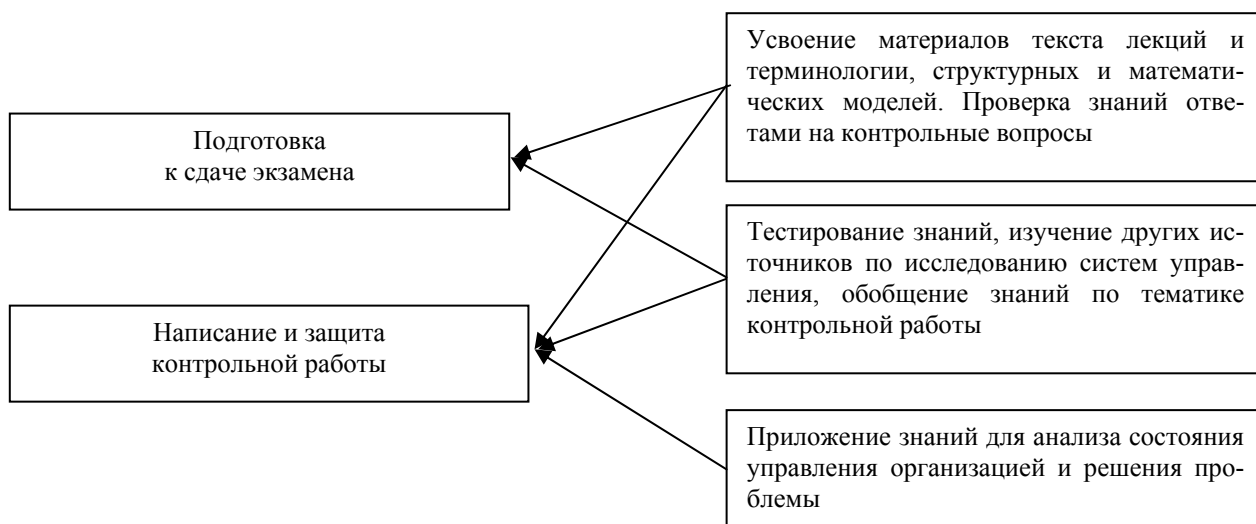 Подготовка
к сдаче экзамена
Написание и защита
контрольной работы
Усвоение материалов текста лекций и
терминологии, структурных и математи-
ческих моделей. Проверка знаний отве-
тами на контрольные вопросы
Тестирование знаний, изучение других ис-
точников по исследованию систем управ-
ления, обобщение знаний по тематике
контрольной работы
Приложение знаний для анализа состояния
управления организацией и решения про-
блемы